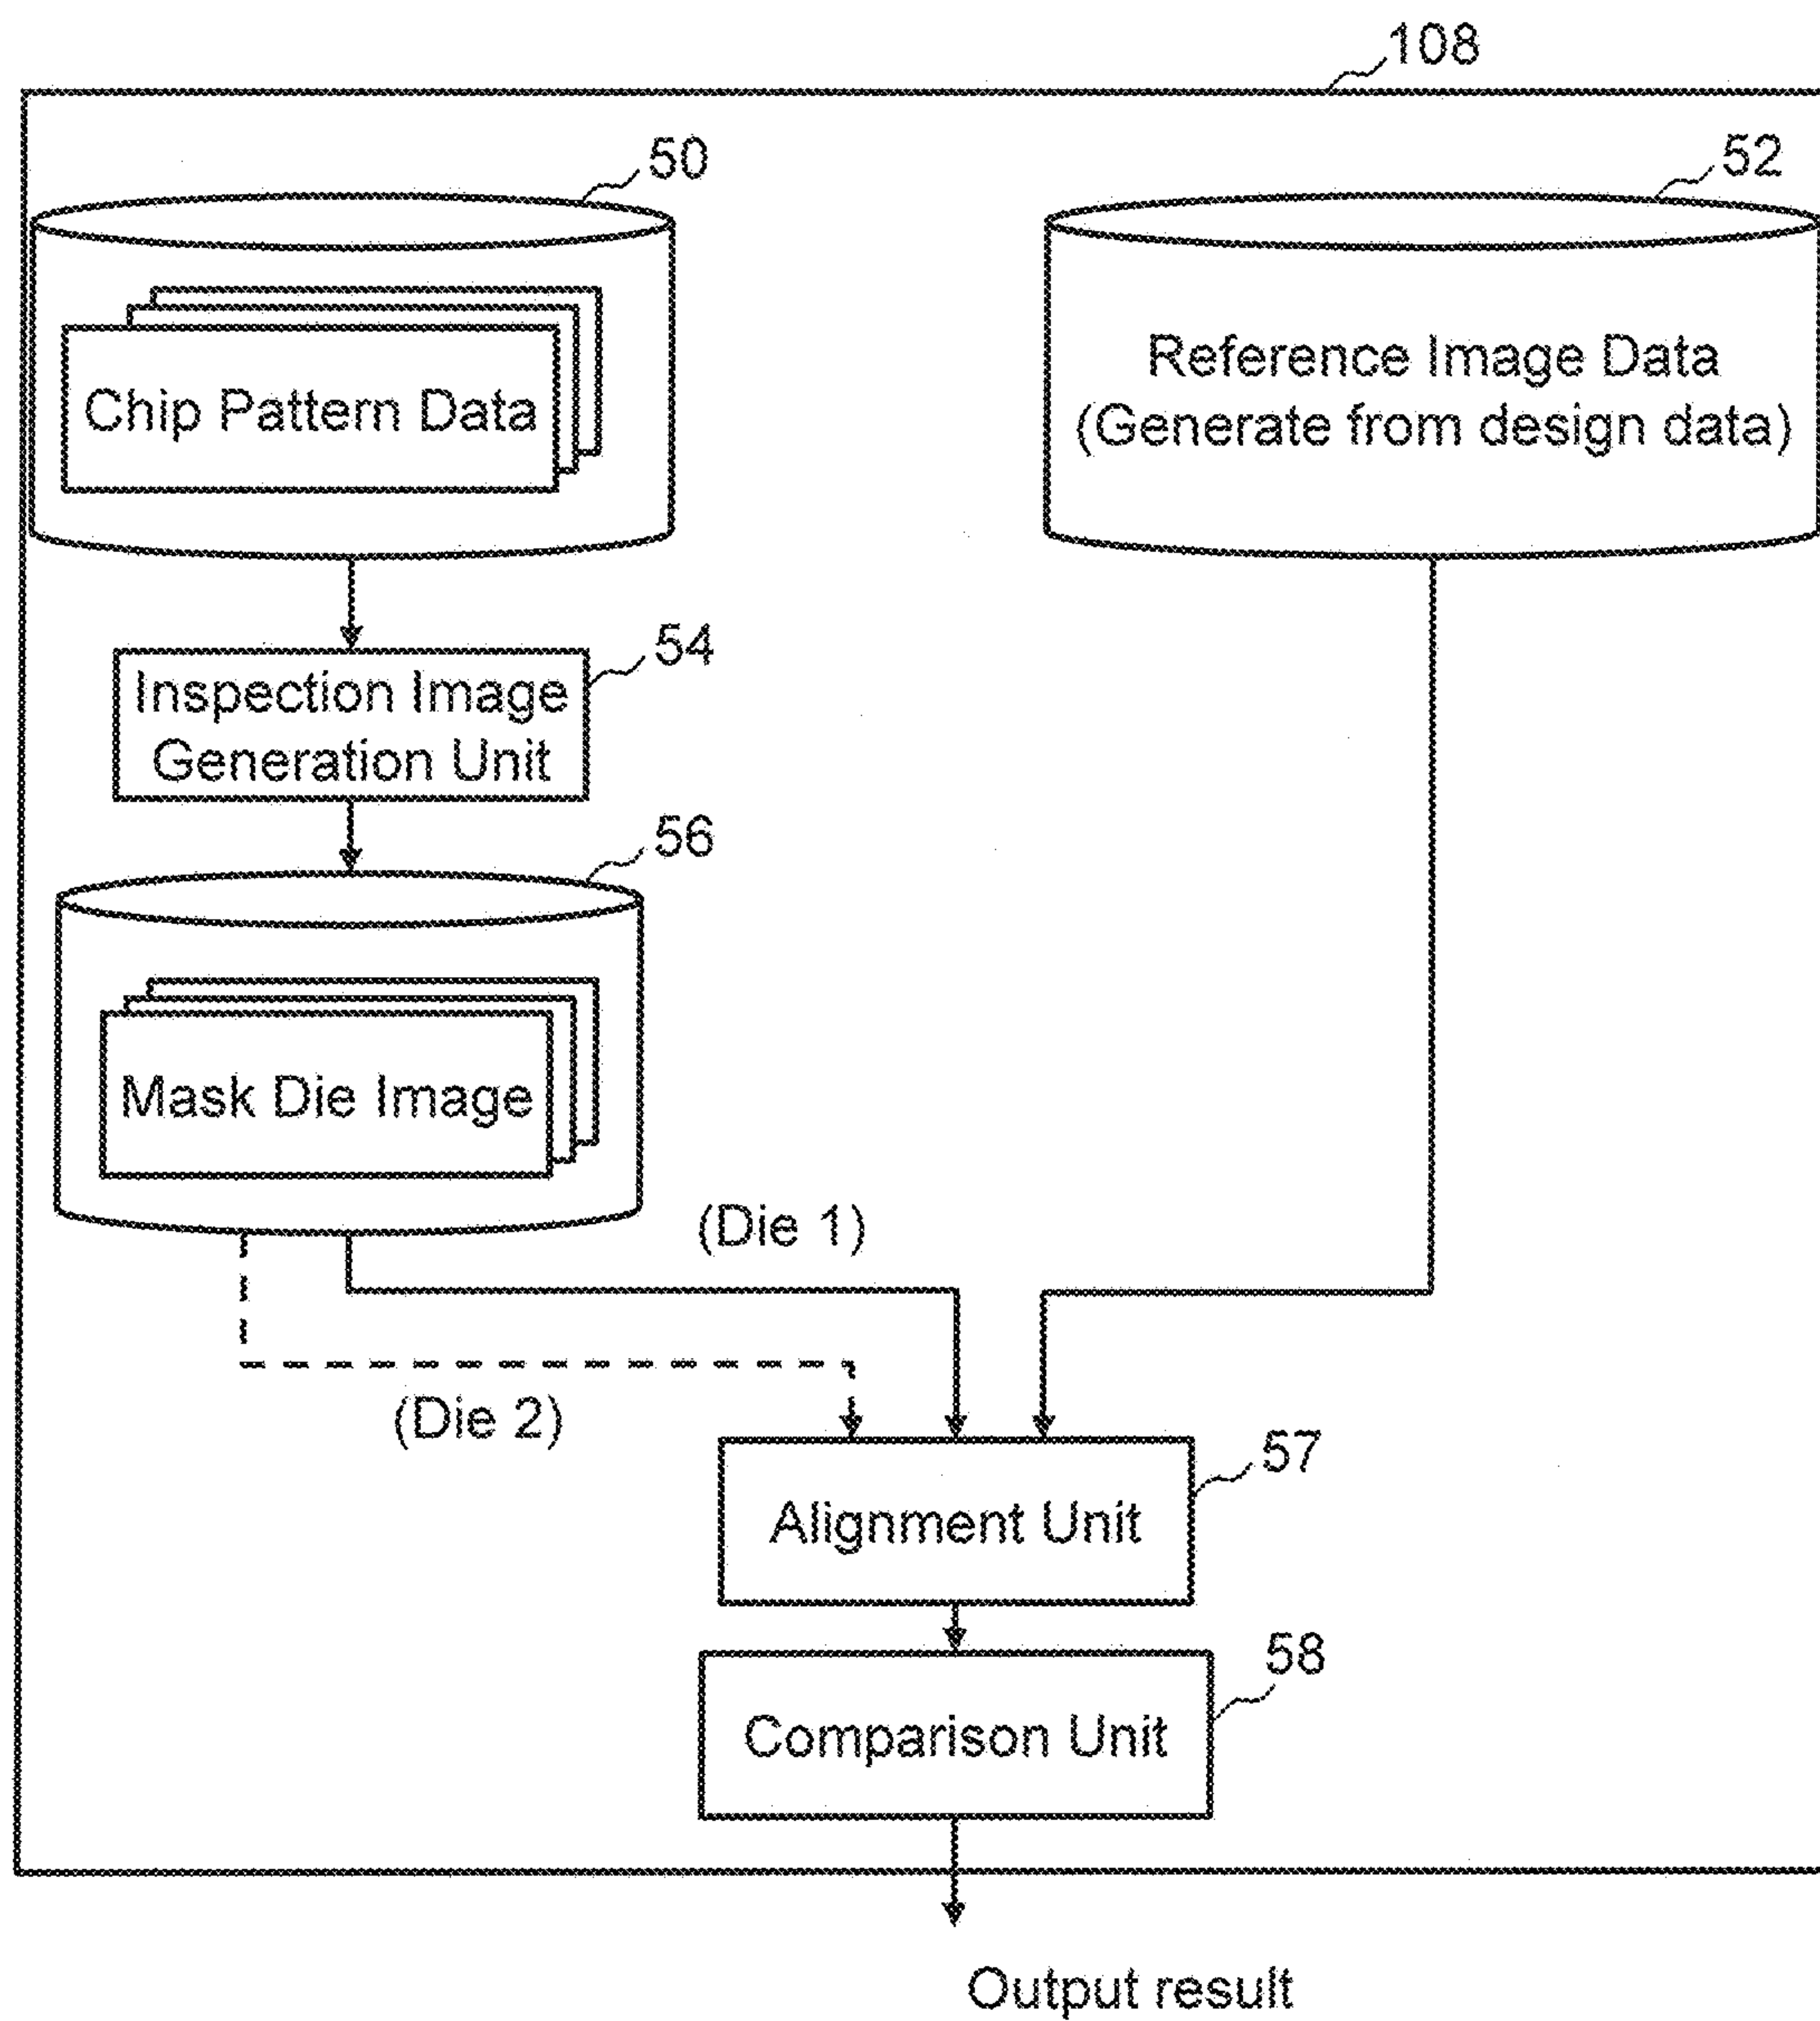 108
50
52
Chip Pattern Data
Reference Image Data
(Generate from design data)
54
Inspection Image
Generation Unit
56
Mask Die Image
(Die 1)
(Die 2)
57
Alignment Unit
58
Comparison Unit
Output result